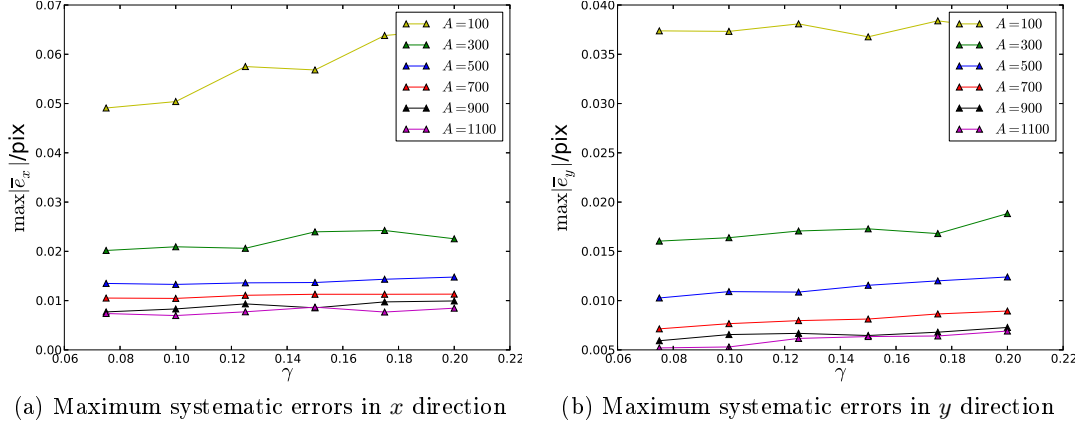 0.07
0.06
0.05
0.04
0.03
0.02
0.01
0.00
max|e̅_x|/pix
0.06 0.08 0.10 0.12 0.14 0.16 0.18 0.20 0.22
γ
A=100
A=300
A=500
A=700
A=900
A=1100
(a) Maximum systematic errors in x direction
0.040
0.035
0.030
0.025
0.020
0.015
0.010
0.005
max|e̅_y|/pix
0.06 0.08 0.10 0.12 0.14 0.16 0.18 0.20 0.22
γ
A=100
A=300
A=500
A=700
A=900
A=1100
(b) Maximum systematic errors in y direction